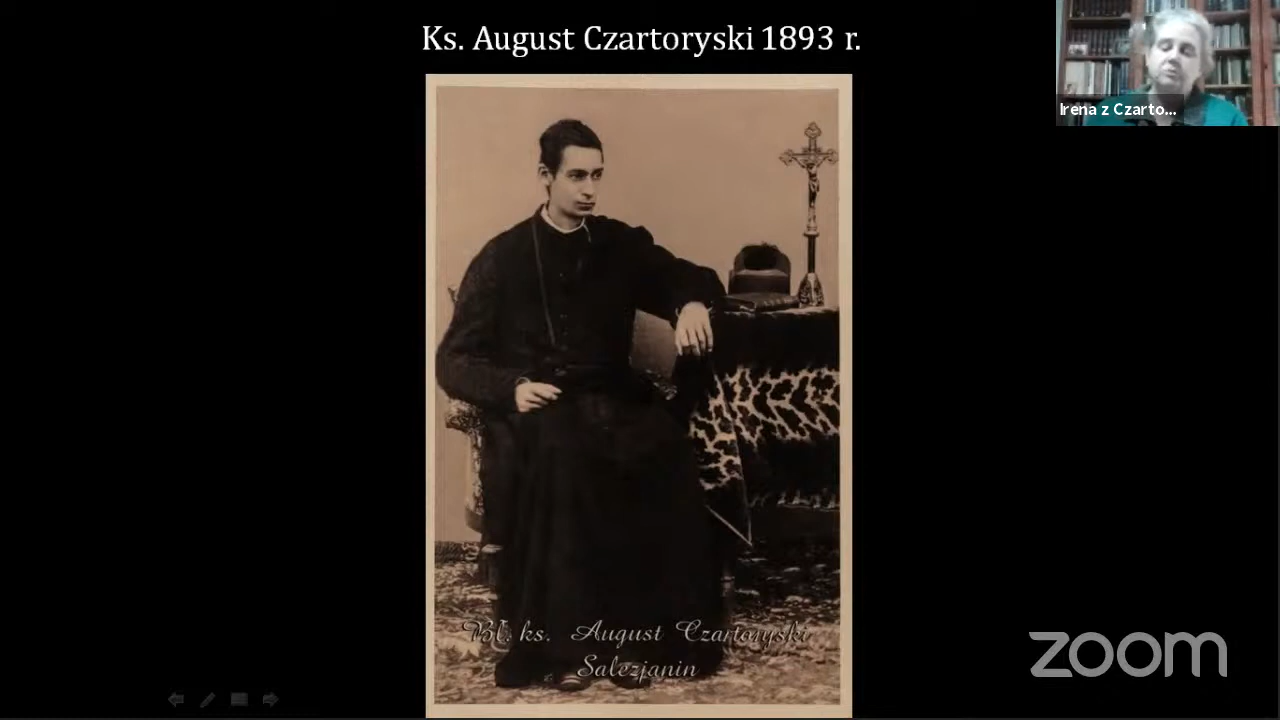 Ks. August Czartoryski 1893 r.
Irena z Czarto...
Bł. ks. August Czartoryski
Salezjanin
zoom